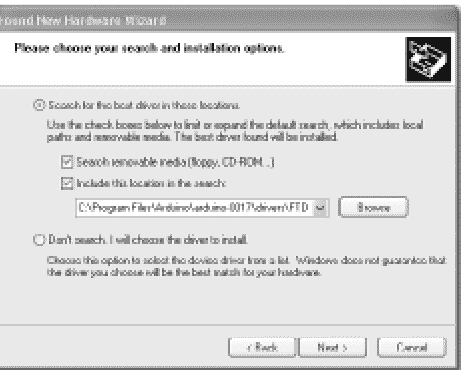 Found New Hardware Wizard
Please choose your search and installation options.
Search for the best driver in these locations.
Use the check boxes below to limit or expand the default search, which includes local
paths and removable media. The best driver found will be installed.
Search removable media (floppy, CD-ROM...)
Include this location in the search:
C:\Program Files\Arduino\arduino-0017\drivers\FTD
Browse
Don't search. I will choose the driver to install.
Choose this option to select the device driver from a list. Windows does not guarantee that
the driver you choose will be the best match for your hardware.
< Back
Next >
Cancel